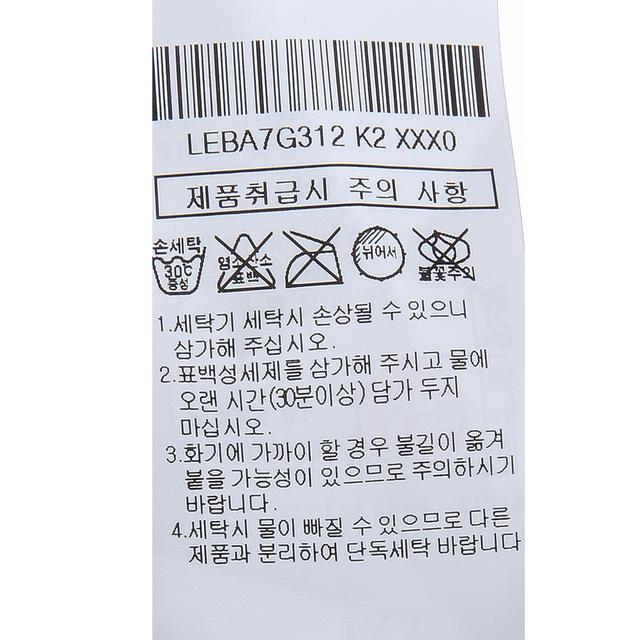 LEBA7G312 K2 XXX0
제품취급시 주의 사항
손세탁
30℃
중성
염소산소
표백
뉘어서
불꽃주의
1.세탁기 세탁시 손상될 수 있으니
삼가해 주십시오.
2.표백성세제를 삼가해 주시고 물에
오랜 시간(30분이상) 담가 두지
마십시오.
3.화기에 가까이 할 경우 불길이 옮겨
붙을 가능성이 있으므로 주의하시기
바랍니다.
4.세탁시 물이 빠질 수 있으므로 다른
제품과 분리하여 단독세탁 바랍니다